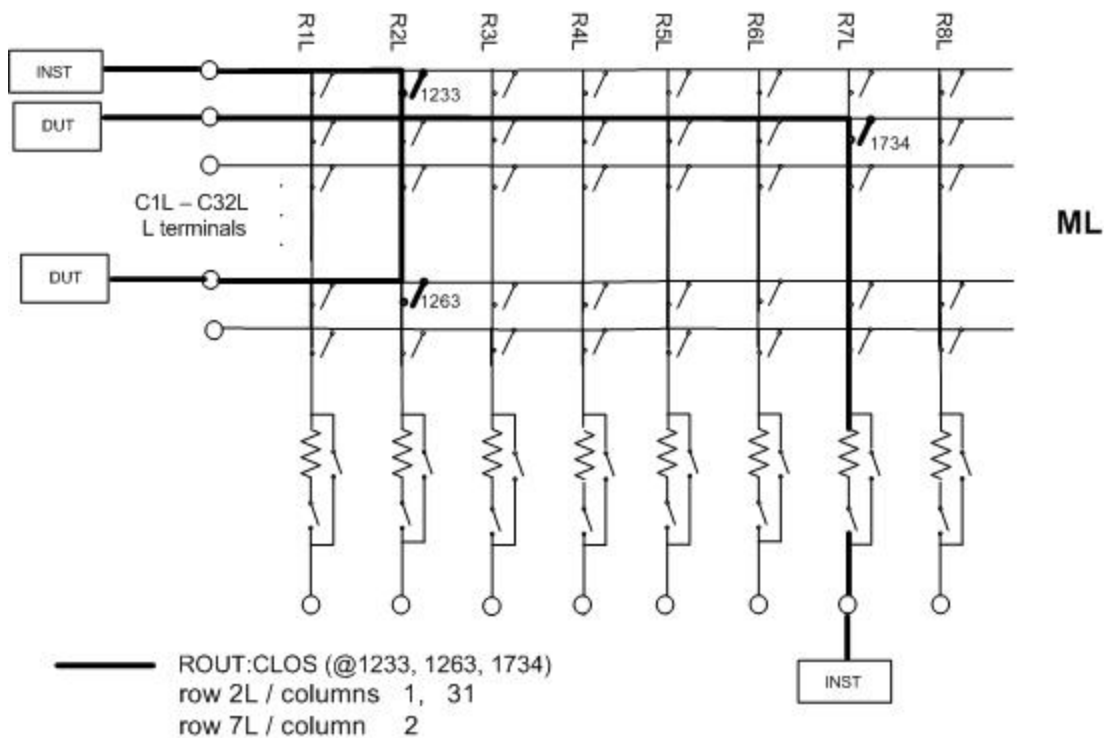 R1L R2L R3L R4L R5L R6L R7L R8L
INST
1233
DUT
1734
C1L – C32L
L terminals
ML
DUT
1263
ROUT:CLOS (@1233, 1263, 1734)
row 2L / columns 1, 31
row 7L / column 2
INST